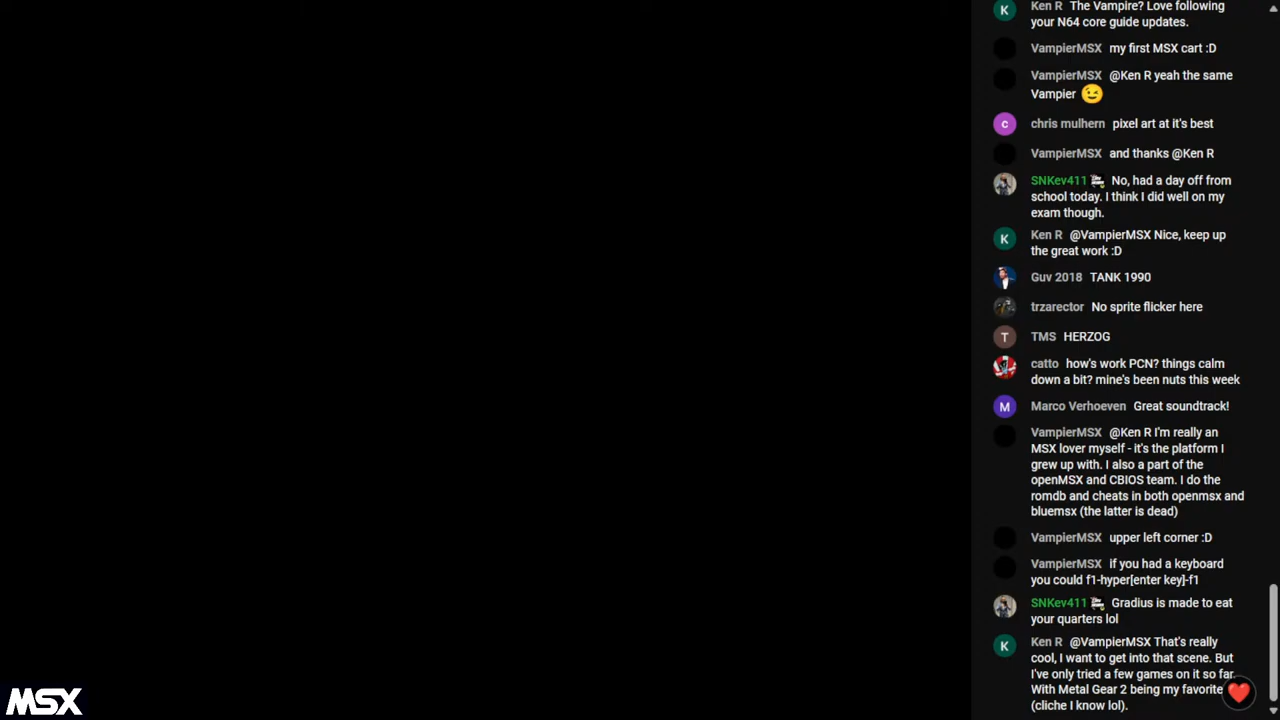 Ken R The Vampire? Love following
your N64 core guide updates.
VampierMSX my first MSX cart :D
VampierMSX @Ken R yeah the same
Vampier 😉
c chris mulhern pixel art at it's best
VampierMSX and thanks @Ken R
SNKev411 No, had a day off from
school today. I think I did well on my
exam though.
K Ken R @VampierMSX Nice, keep up
the great work :D
Guv 2018 TANK 1990
trzarector No sprite flicker here
T TMS HERZOG
catto how's work PCN? things calm
down a bit? mine's been nuts this week
M Marco Verhoeven Great soundtrack!
VampierMSX @Ken R I'm really an
MSX lover myself - it's the platform I
grew up with. I also a part of the
openMSX and CBIOS team. I do the
romdb and cheats in both openmsx and
bluemsx (the latter is dead)
VampierMSX upper left corner :D
VampierMSX if you had a keyboard
you could f1-hyper[enter key]-f1
SNKev411 Gradius is made to eat
your quarters lol
K Ken R @VampierMSX That's really
cool, I want to get into that scene. But
I've only tried a few games on it so far.
With Metal Gear 2 being my favorite
(cliche I know lol).
MSX